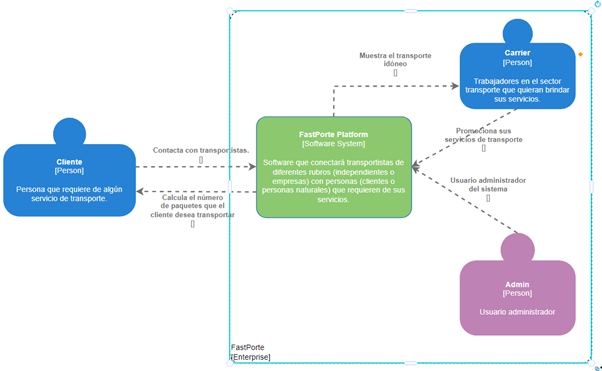 Carrier
[Person]
Trabajadores en el sector
transporte que quieran brindar
sus servicios.
Muestra el transporte
idóneo
[]
FastPorte Platform
[Software System]
Software que conectará transportistas de
diferentes rubros (independientes o
empresas) con personas (clientes o
personas naturales) que requieren de sus
servicios.
Promociona sus
servicios de transporte
[]
Contacta con transportistas.
[]
Cliente
[Person]
Persona que requiere de algún
servicio de transporte.
Calcula el número
de paquetes que el
cliente desea transportar
[]
Usuario administrador
del sistema
[]
Admin
[Person]
Usuario administrador
FastPorte
[Enterprise]